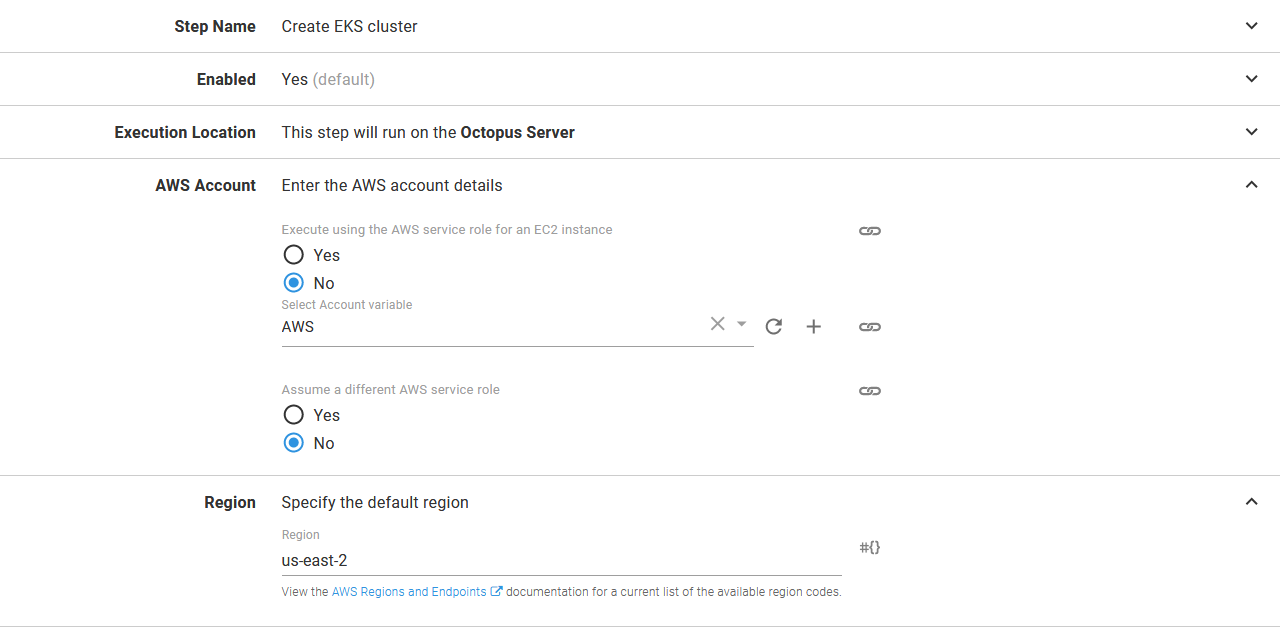 Step Name Create EKS cluster
Enabled Yes (default)
Execution Location This step will run on the Octopus Server
AWS Account Enter the AWS account details
Execute using the AWS service role for an EC2 instance
Yes
No
Select Account variable
AWS
Assume a different AWS service role
Yes
No
Region Specify the default region
Region
us-east-2
#{}
View the AWS Regions and Endpoints documentation for a current list of the available region codes.